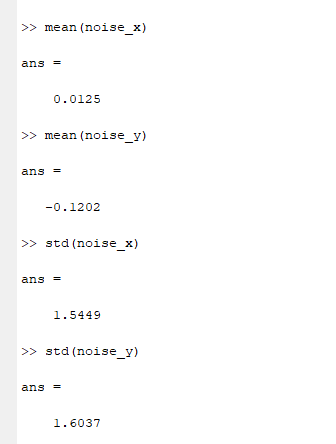 >> mean(noise_x)
ans =
0.0125
>> mean(noise_y)
ans =
-0.1202
>> std(noise_x)
ans =
1.5449
>> std(noise_y)
ans =
1.6037